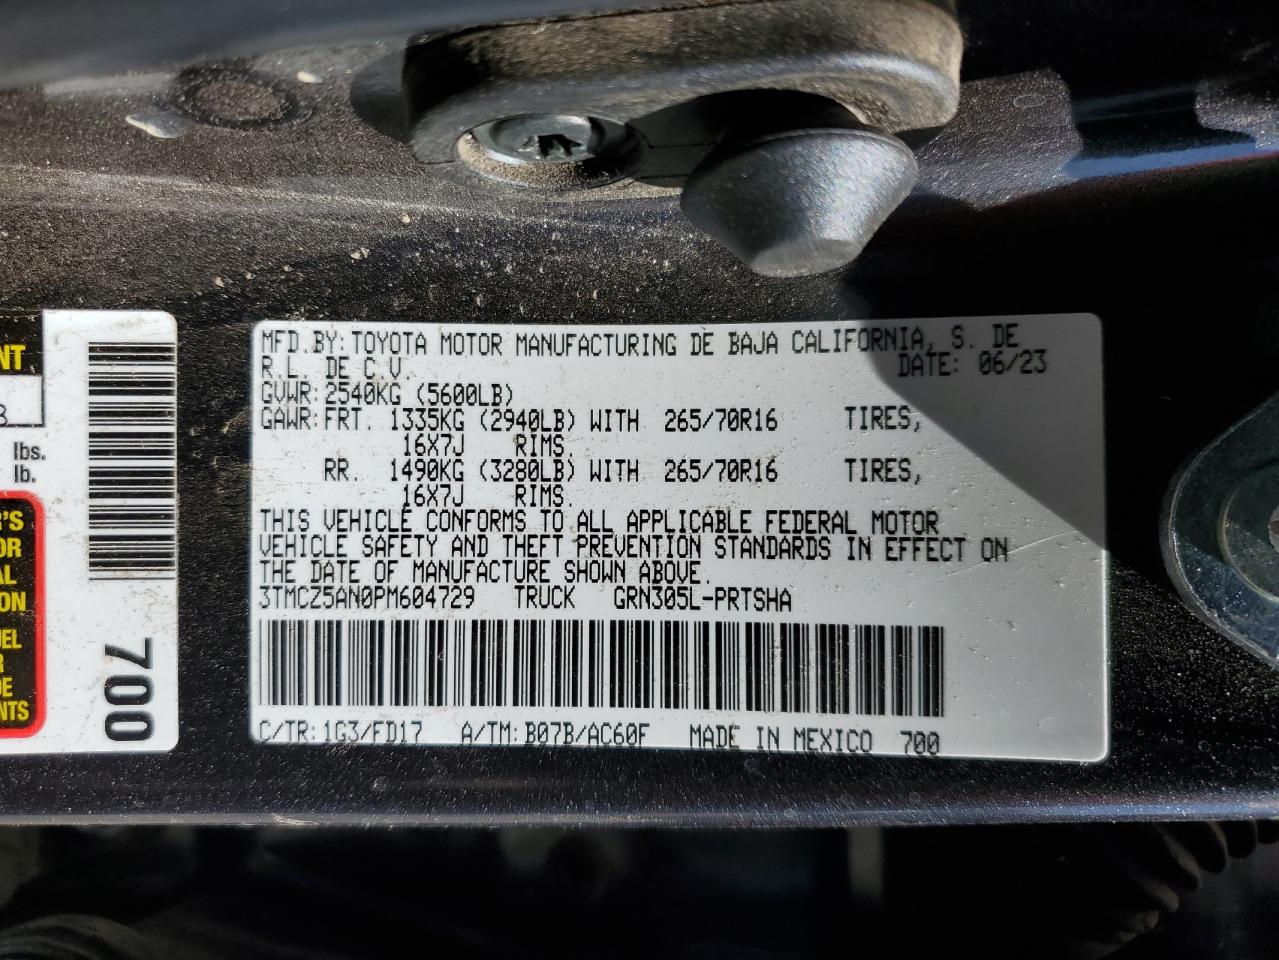 MFD.BY:TOYOTA MOTOR MANUFACTURING DE BAJA CALIFORNIA, S. DE
R.L. DE C.V. DATE: 06/23
GVWR:2540KG (5600LB)
GAWR:FRT. 1335KG (2940LB) WITH 265/70R16 TIRES,
16X7J RIMS.
RR. 1490KG (3280LB) WITH 265/70R16 TIRES,
16X7J RIMS.
THIS VEHICLE CONFORMS TO ALL APPLICABLE FEDERAL MOTOR
VEHICLE SAFETY AND THEFT PREVENTION STANDARDS IN EFFECT ON
THE DATE OF MANUFACTURE SHOWN ABOVE.
3TMCZ5AN0PM604729 TRUCK GRN305L-PRTSHA
C/TR:1G3/FD17 A/TM:B07B/AC60F MADE IN MEXICO 700
lbs.
lb.
700